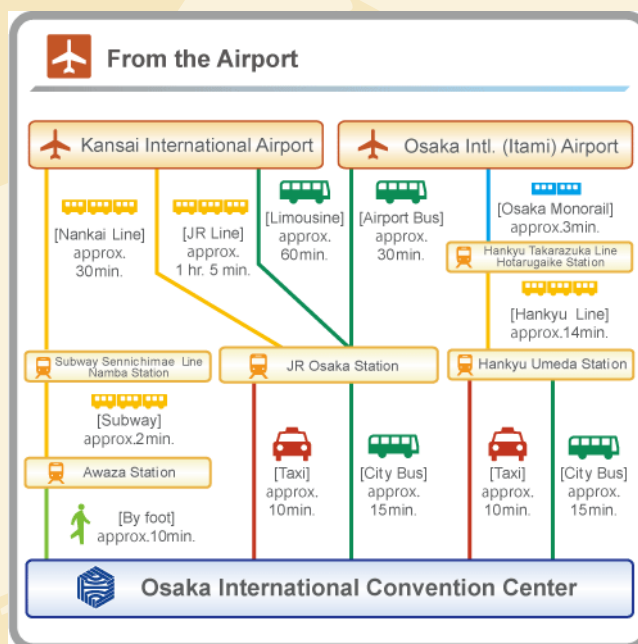 From the Airport
Kansai International Airport
Osaka Intl. (Itami) Airport
[Nankai Line]
approx.
30min.
[JR Line]
approx.
1 hr. 5 min.
[Limousine]
approx.
60min.
[Airport Bus]
approx.
30min.
[Osaka Monorail]
approx.3min.
Hankyu Takarazuka Line
Hotarugaike Station
[Hankyu Line]
approx.14min.
Subway Sennichimae Line
Namba Station
JR Osaka Station
Hankyu Umeda Station
[Subway]
approx.2min.
Awaza Station
[By foot]
approx.10min.
[Taxi]
approx.
10min.
[City Bus]
approx.
15min.
[Taxi]
approx.
10min.
[City Bus]
approx.
15min.
Osaka International Convention Center